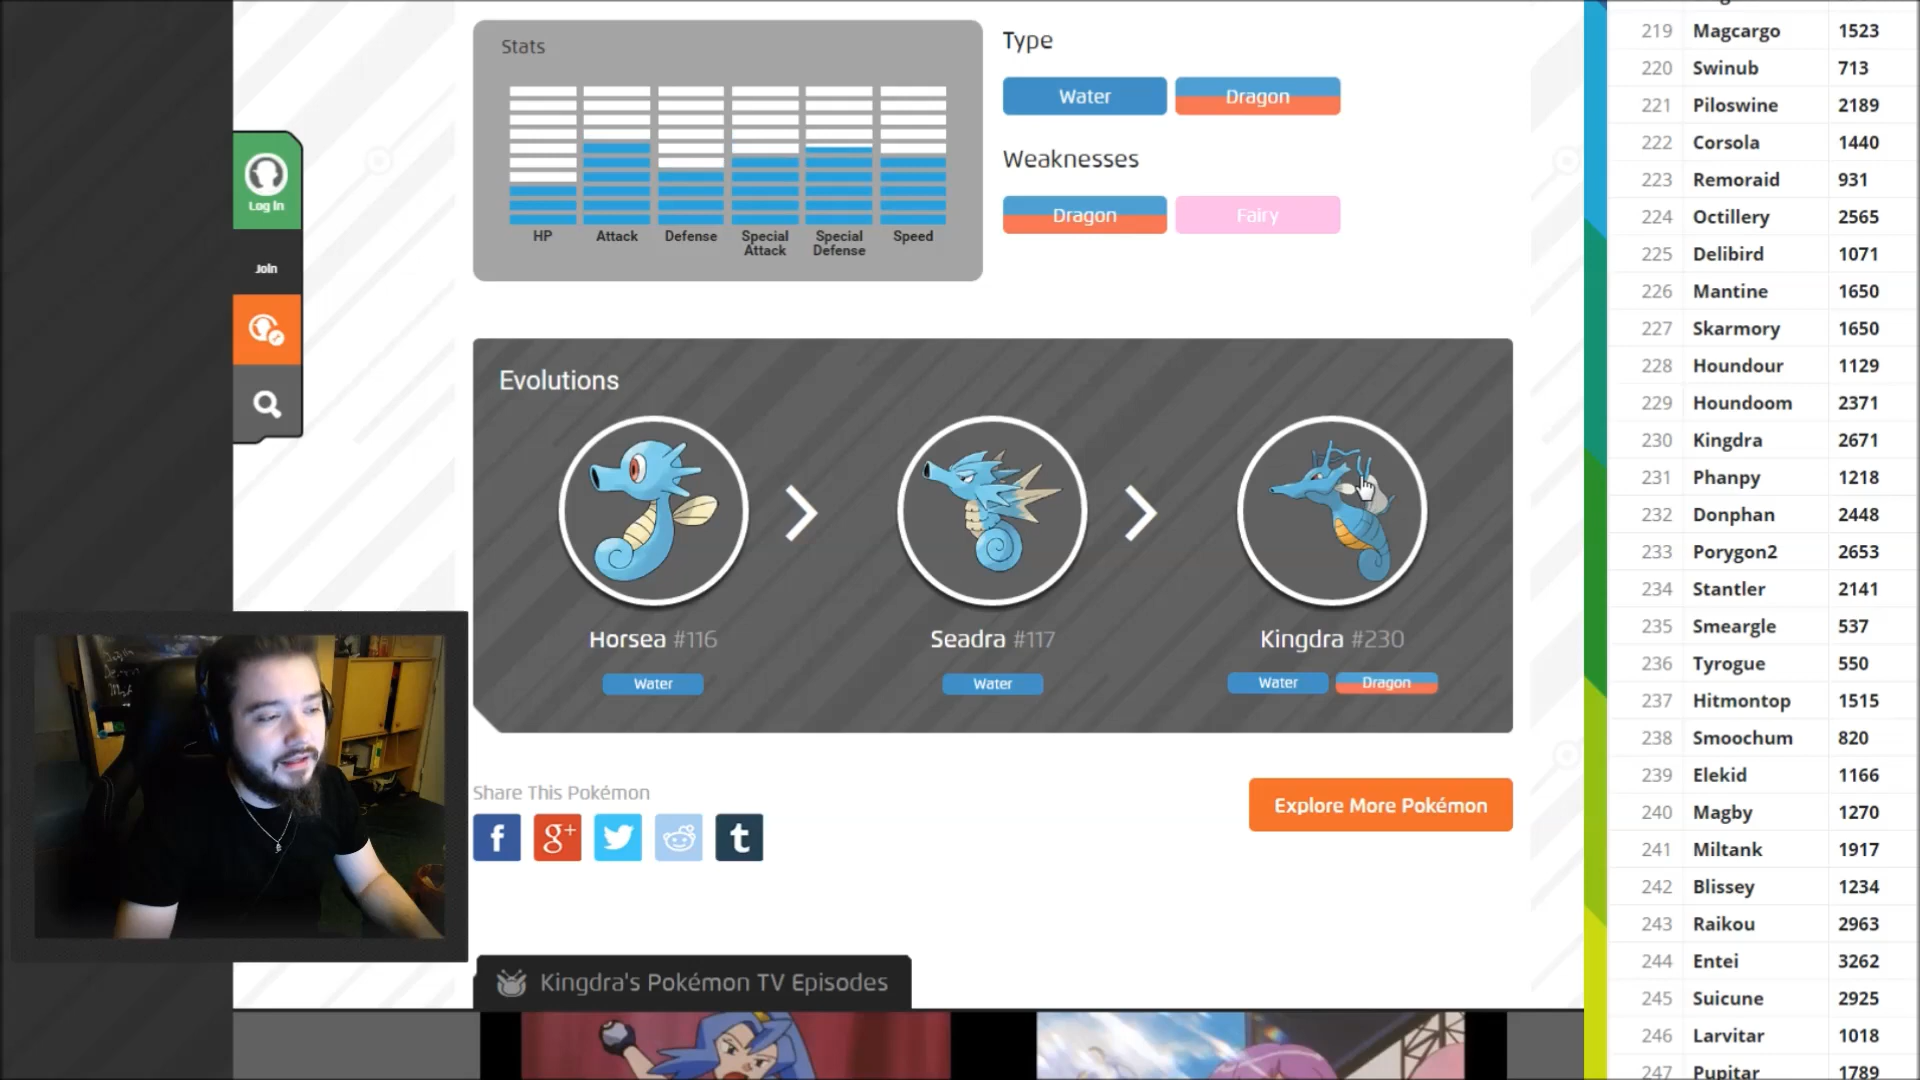 Stats
HP
Attack
Defense
Special Attack
Special Defense
Speed
Type
Water
Dragon
Weaknesses
Dragon
Fairy
Log In
Join
Evolutions
Horsea #116
Water
Seadra #117
Water
Kingdra #230
Water
Dragon
Share This Pokémon
f
g+
t
Explore More Pokémon
Kingdra's Pokémon TV Episodes
219 Magcargo 1523
220 Swinub 713
221 Piloswine 2189
222 Corsola 1440
223 Remoraid 931
224 Octillery 2565
225 Delibird 1071
226 Mantine 1650
227 Skarmory 1650
228 Houndour 1129
229 Houndoom 2371
230 Kingdra 2671
231 Phanpy 1218
232 Donphan 2448
233 Porygon2 2653
234 Stantler 2141
235 Smeargle 537
236 Tyrogue 550
237 Hitmontop 1515
238 Smoochum 820
239 Elekid 1166
240 Magby 1270
241 Miltank 1917
242 Blissey 1234
243 Raikou 2963
244 Entei 3262
245 Suicune 2925
246 Larvitar 1018
247 Pupitar 1789